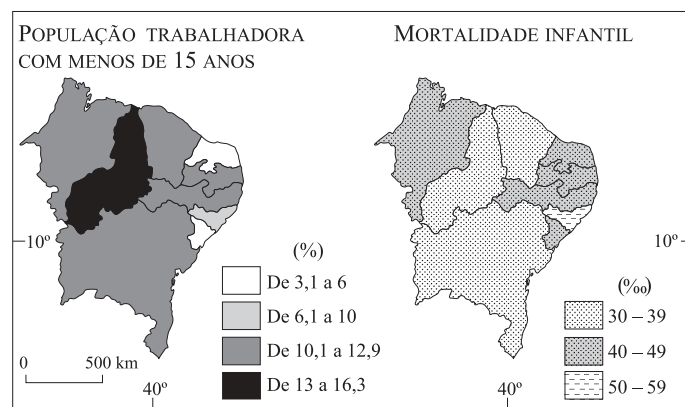 POPULAÇÃO TRABALHADORA
COM MENOS DE 15 ANOS
MORTALIDADE INFANTIL
10º
10º
(%)
De 3,1 a 6
De 6,1 a 10
De 10,1 a 12,9
De 13 a 16,3
0 500 km
40º
(‰)
30 – 39
40 – 49
50 – 59
40º